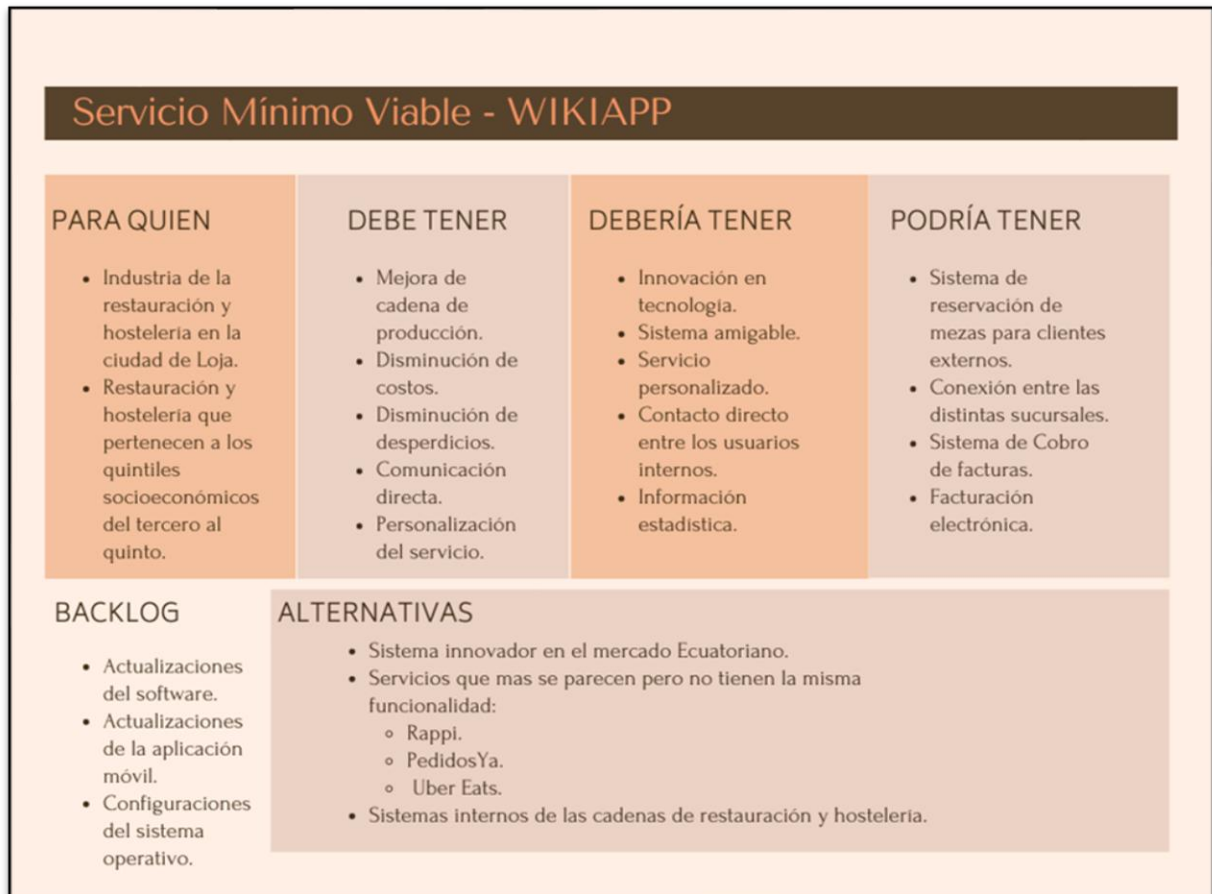 Servicio Mínimo Viable - WIKIAPP
PARA QUIEN
• Industria de la
restauración y
hostelería en la
ciudad de Loja.
• Restauración y
hostelería que
pertenecen a los
quintiles
socioeconómicos
del tercero al
quinto.
DEBE TENER
• Mejora de
cadena de
producción.
• Disminución de
costos.
• Disminución de
desperdicios.
• Comunicación
directa.
• Personalización
del servicio.
DEBERÍA TENER
• Innovación en
tecnología.
• Sistema amigable.
• Servicio
personalizado.
• Contacto directo
entre los usuarios
internos.
• Información
estadística.
PODRÍA TENER
• Sistema de
reservación de
mezas para clientes
externos.
• Conexión entre las
distintas sucursales.
• Sistema de Cobro
de facturas.
• Facturación
electrónica.
BACKLOG
• Actualizaciones
del software.
• Actualizaciones
de la aplicación
móvil.
• Configuraciones
del sistema
operativo.
ALTERNATIVAS
• Sistema innovador en el mercado Ecuatoriano.
• Servicios que mas se parecen pero no tienen la misma
funcionalidad:
◦ Rappi.
◦ PedidosYa.
◦ Uber Eats.
• Sistemas internos de las cadenas de restauración y hostelería.